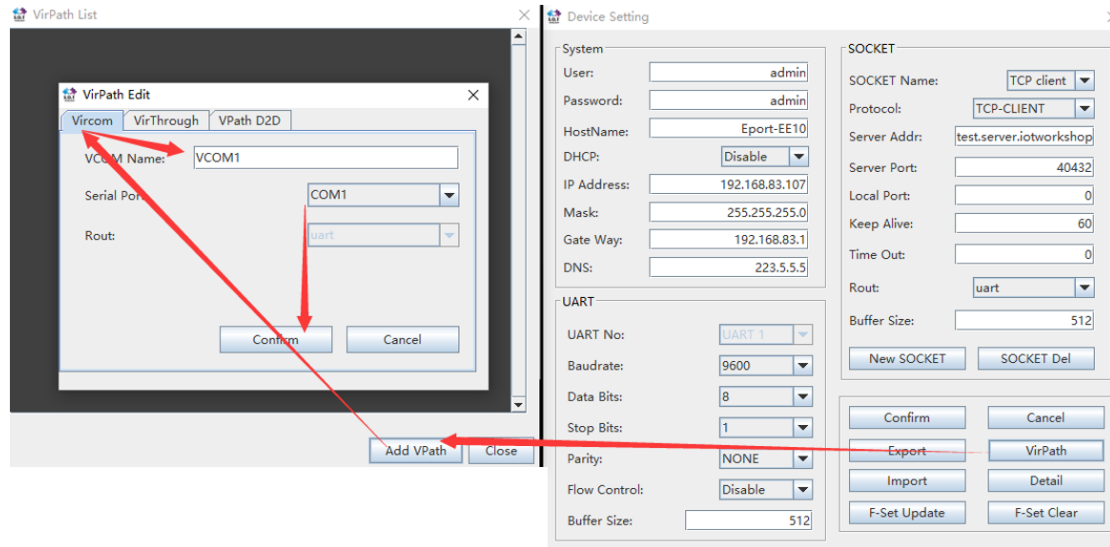 VirPath List
VirPath Edit
Vircom VirThrough VPath D2D
VCOM Name: VCOM1
Serial Port: COM1
Rout: uart
Confirm Cancel
Add VPath Close
Device Setting
System
User: admin
Password: admin
HostName: Eport-EE10
DHCP: Disable
IP Address: 192.168.83.107
Mask: 255.255.255.0
Gate Way: 192.168.83.1
DNS: 223.5.5.5
UART
UART No: UART 1
Baudrate: 9600
Data Bits: 8
Stop Bits: 1
Parity: NONE
Flow Control: Disable
Buffer Size: 512
SOCKET
SOCKET Name: TCP client
Protocol: TCP-CLIENT
Server Addr: test.server.iotworkshop
Server Port: 40432
Local Port: 0
Keep Alive: 60
Time Out: 0
Rout: uart
Buffer Size: 512
New SOCKET SOCKET Del
Confirm Cancel
Export VirPath
Import Detail
F-Set Update F-Set Clear